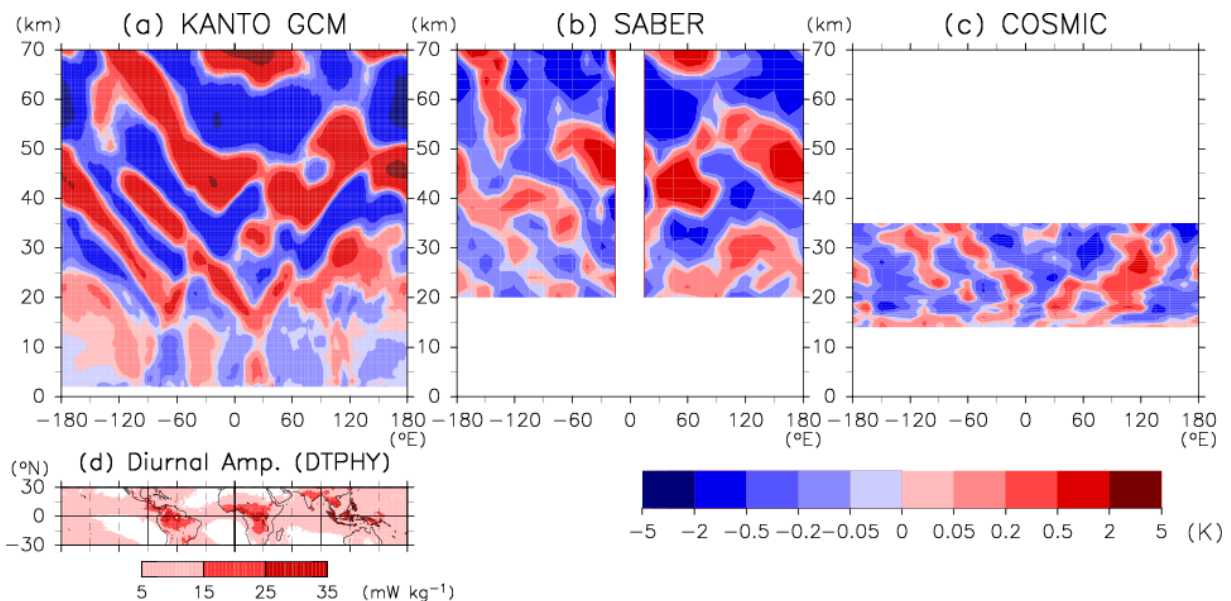 (km) (a) KANTO GCM (km) (b) SABER (km) (c) COSMIC
70 70 70
60 60 60
50 50 50
40 40 40
30 30 30
20 20 20
10 10 10
0 0 0
−180 −120 −60 0 60 120 180 −180 −120 −60 0 60 120 180 −180 −120 −60 0 60 120 180
(ºE) (ºE) (ºE)
(ºN) (d) Diurnal Amp. (DTPHY)
30
0
−30
5 15 25 35 (mW kg⁻¹)
−5 −2 −0.5 −0.2 −0.05 0 0.05 0.2 0.5 2 5 (K)